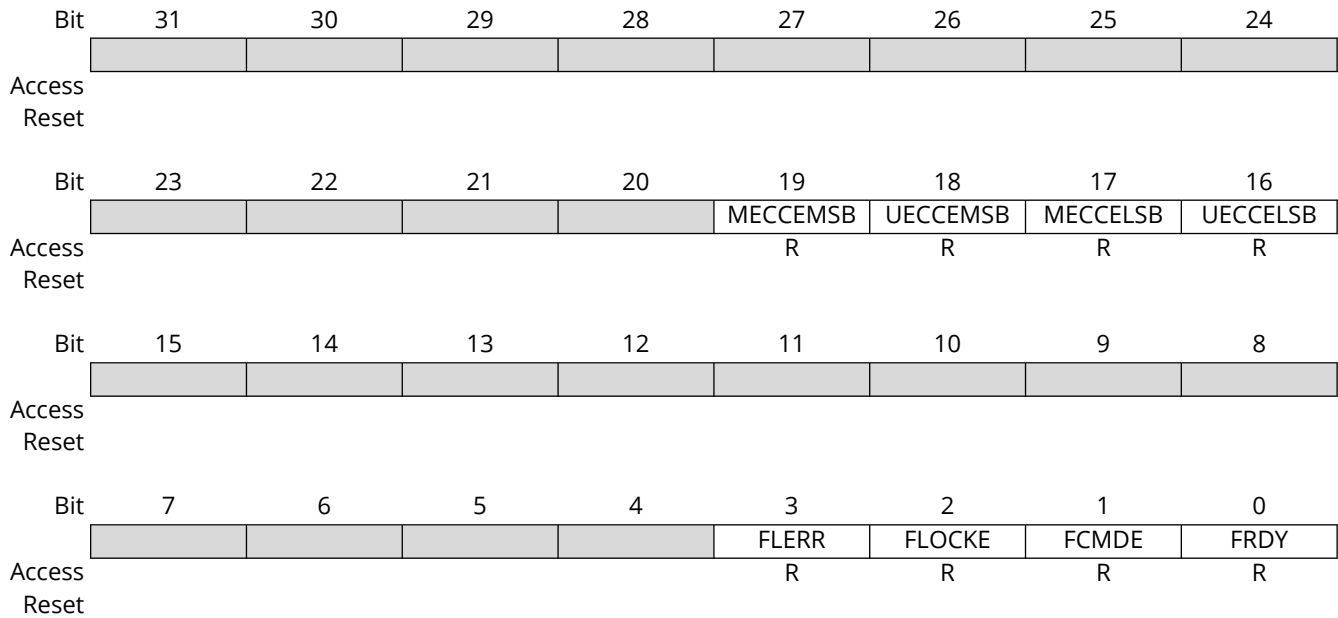 Bit 31 30 29 28 27 26 25 24
Access
Reset
Bit 23 22 21 20 19 18 17 16
MECCEMSB UECCEMSB MECCELSB UECCELSB
Access R R R R
Reset
Bit 15 14 13 12 11 10 9 8
Access
Reset
Bit 7 6 5 4 3 2 1 0
FLERR FLOCKE FCMDE FRDY
Access R R R R
Reset